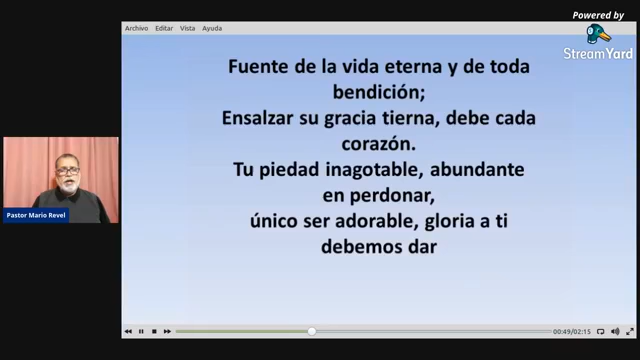 Powered by
StreamYard
Archivo Editar Vista Ayuda
Fuente de la vida eterna y de toda
bendición;
Ensalzar su gracia tierna, debe cada
corazón.
Tu piedad inagotable, abundante
en perdonar,
único ser adorable, gloria a ti
debemos dar
Pastor Mario Revel
00:49/02:15